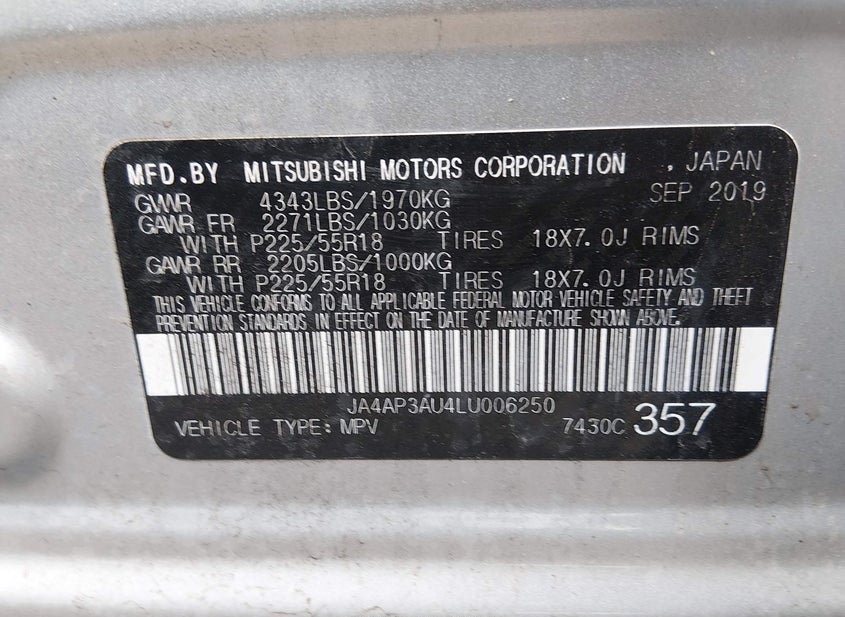 MFD.BY MITSUBISHI MOTORS CORPORATION , JAPAN
GVWR 4343LBS/1970KG SEP 2019
GAWR FR 2271LBS/1030KG
WITH P225/55R18 TIRES 18X7.0J RIMS
GAWR RR 2205LBS/1000KG
WITH P225/55R18 TIRES 18X7.0J RIMS
THIS VEHICLE CONFORMS TO ALL APPLICABLE FEDERAL MOTOR VEHICLE SAFETY AND THEFT
PREVENTION STANDARDS IN EFFECT ON THE DATE OF MANUFACTURE SHOWN ABOVE.
JA4AP3AU4LU006250
VEHICLE TYPE:MPV 7430C 357